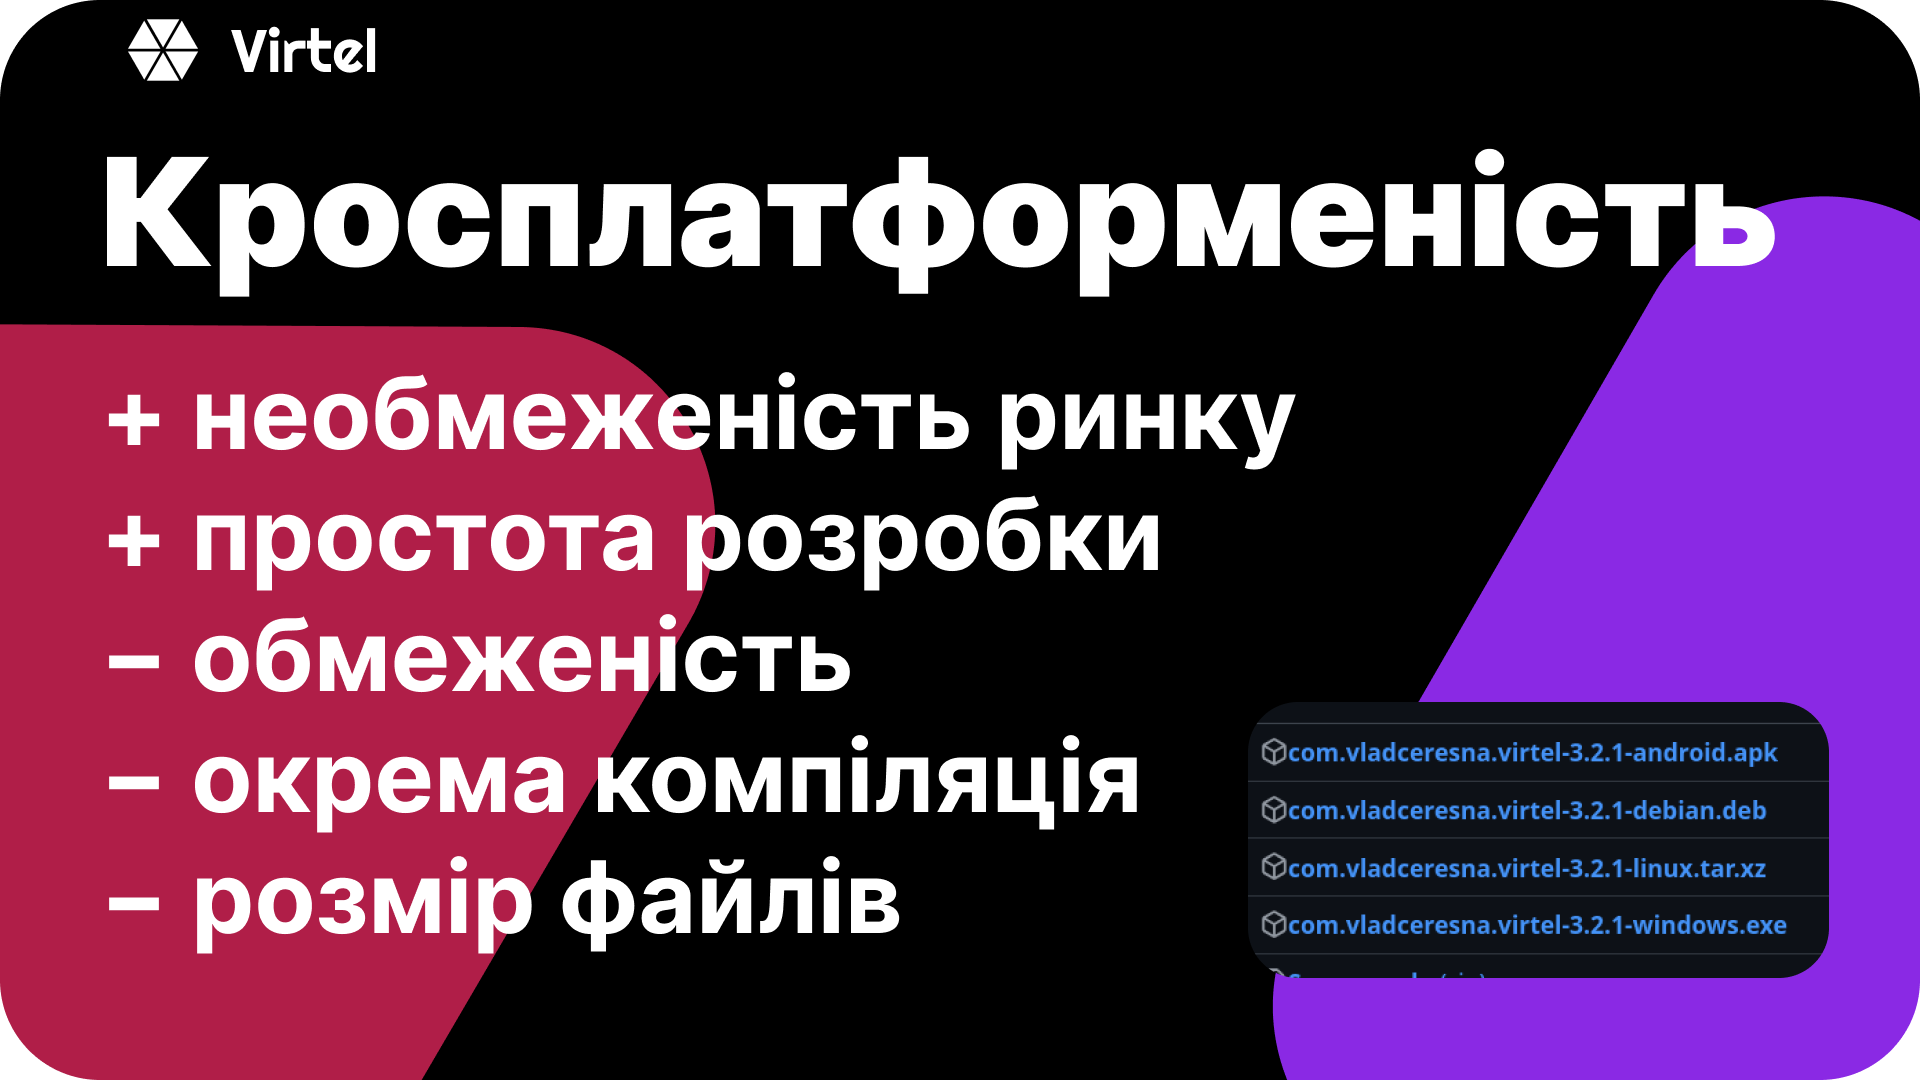 Virtel
Кросплатформеність
+ необмеженість ринку
+ простота розробки
– обмеженість
– окрема компіляція
– розмір файлів
com.vladceresna.virtel-3.2.1-android.apk
com.vladceresna.virtel-3.2.1-debian.deb
com.vladceresna.virtel-3.2.1-linux.tar.xz
com.vladceresna.virtel-3.2.1-windows.exe